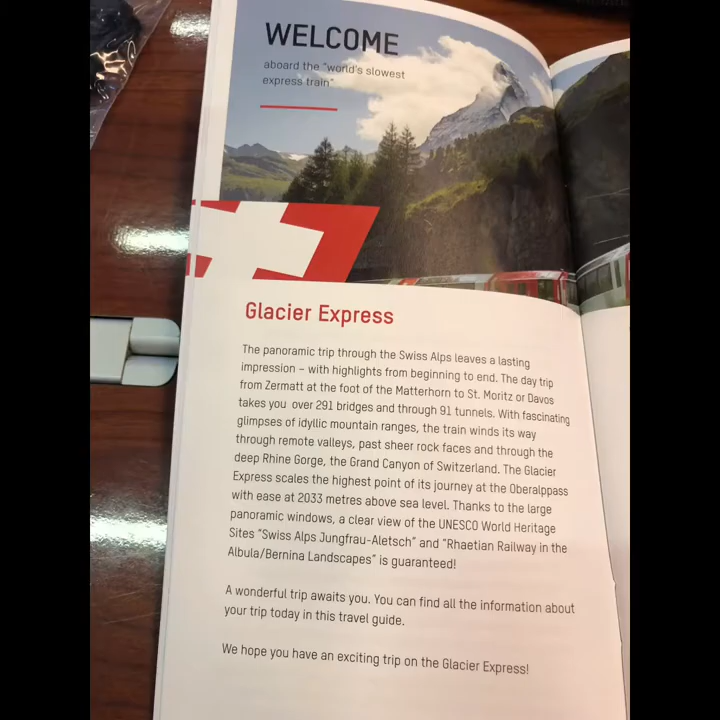 WELCOME
aboard the "world's slowest
express train"
Glacier Express
The panoramic trip through the Swiss Alps leaves a lasting
impression – with highlights from beginning to end. The day trip
from Zermatt at the foot of the Matterhorn to St. Moritz or Davos
takes you over 291 bridges and through 91 tunnels. With fascinating
glimpses of idyllic mountain ranges, the train winds its way
through remote valleys, past sheer rock faces and through the
deep Rhine Gorge, the Grand Canyon of Switzerland. The Glacier
Express scales the highest point of its journey at the Oberalppass
with ease at 2033 metres above sea level. Thanks to the large
panoramic windows, a clear view of the UNESCO World Heritage
Sites "Swiss Alps Jungfrau-Aletsch" and "Rhaetian Railway in the
Albula/Bernina Landscapes" is guaranteed!
A wonderful trip awaits you. You can find all the information about
your trip today in this travel guide.
We hope you have an exciting trip on the Glacier Express!